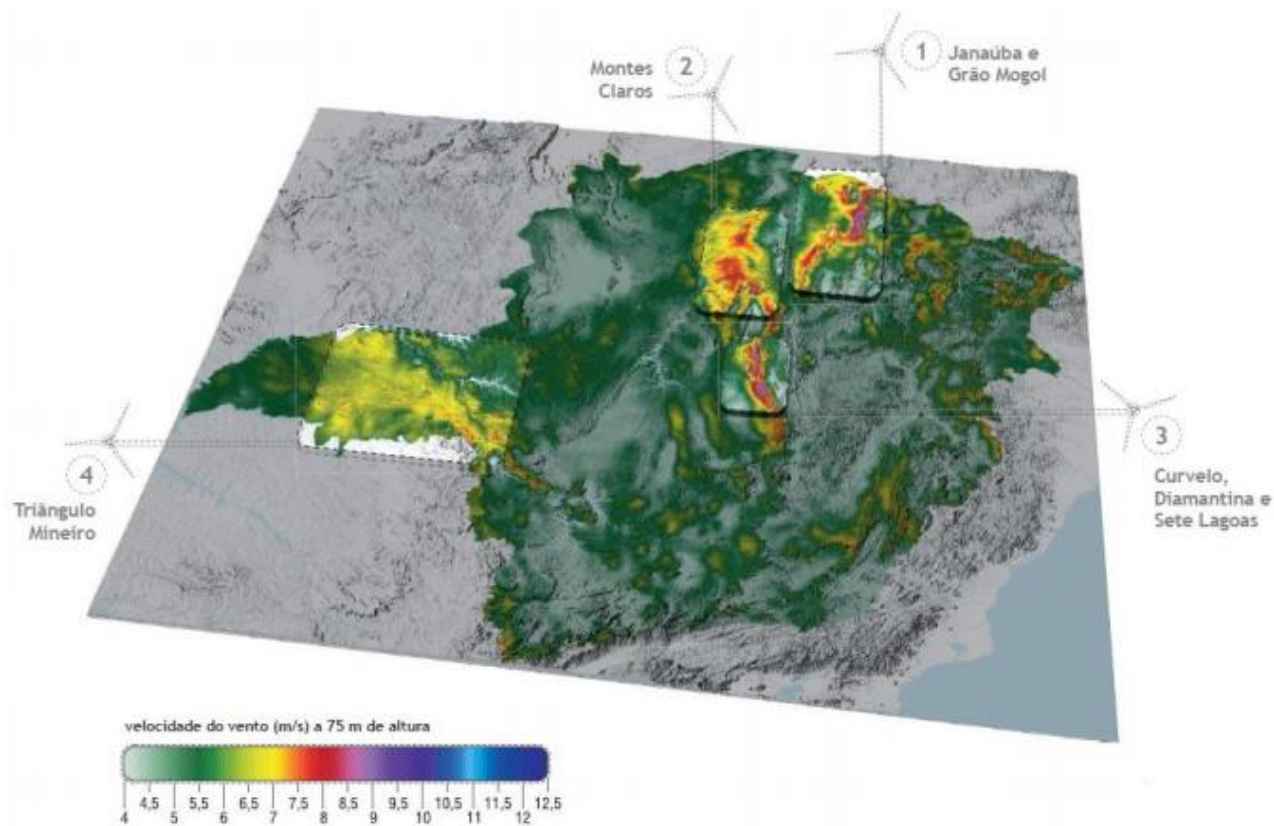 1
Janaúba e
Grão Mogol
2
Montes
Claros
3
Curvelo,
Diamantina e
Sete Lagoas
4
Triângulo
Mineiro
velocidade do vento (m/s) a 75 m de altura
4,5 5,5 6,5 7,5 8,5 9,5 10,5 11,5 12,5
4 5 6 7 8 9 10 11 12